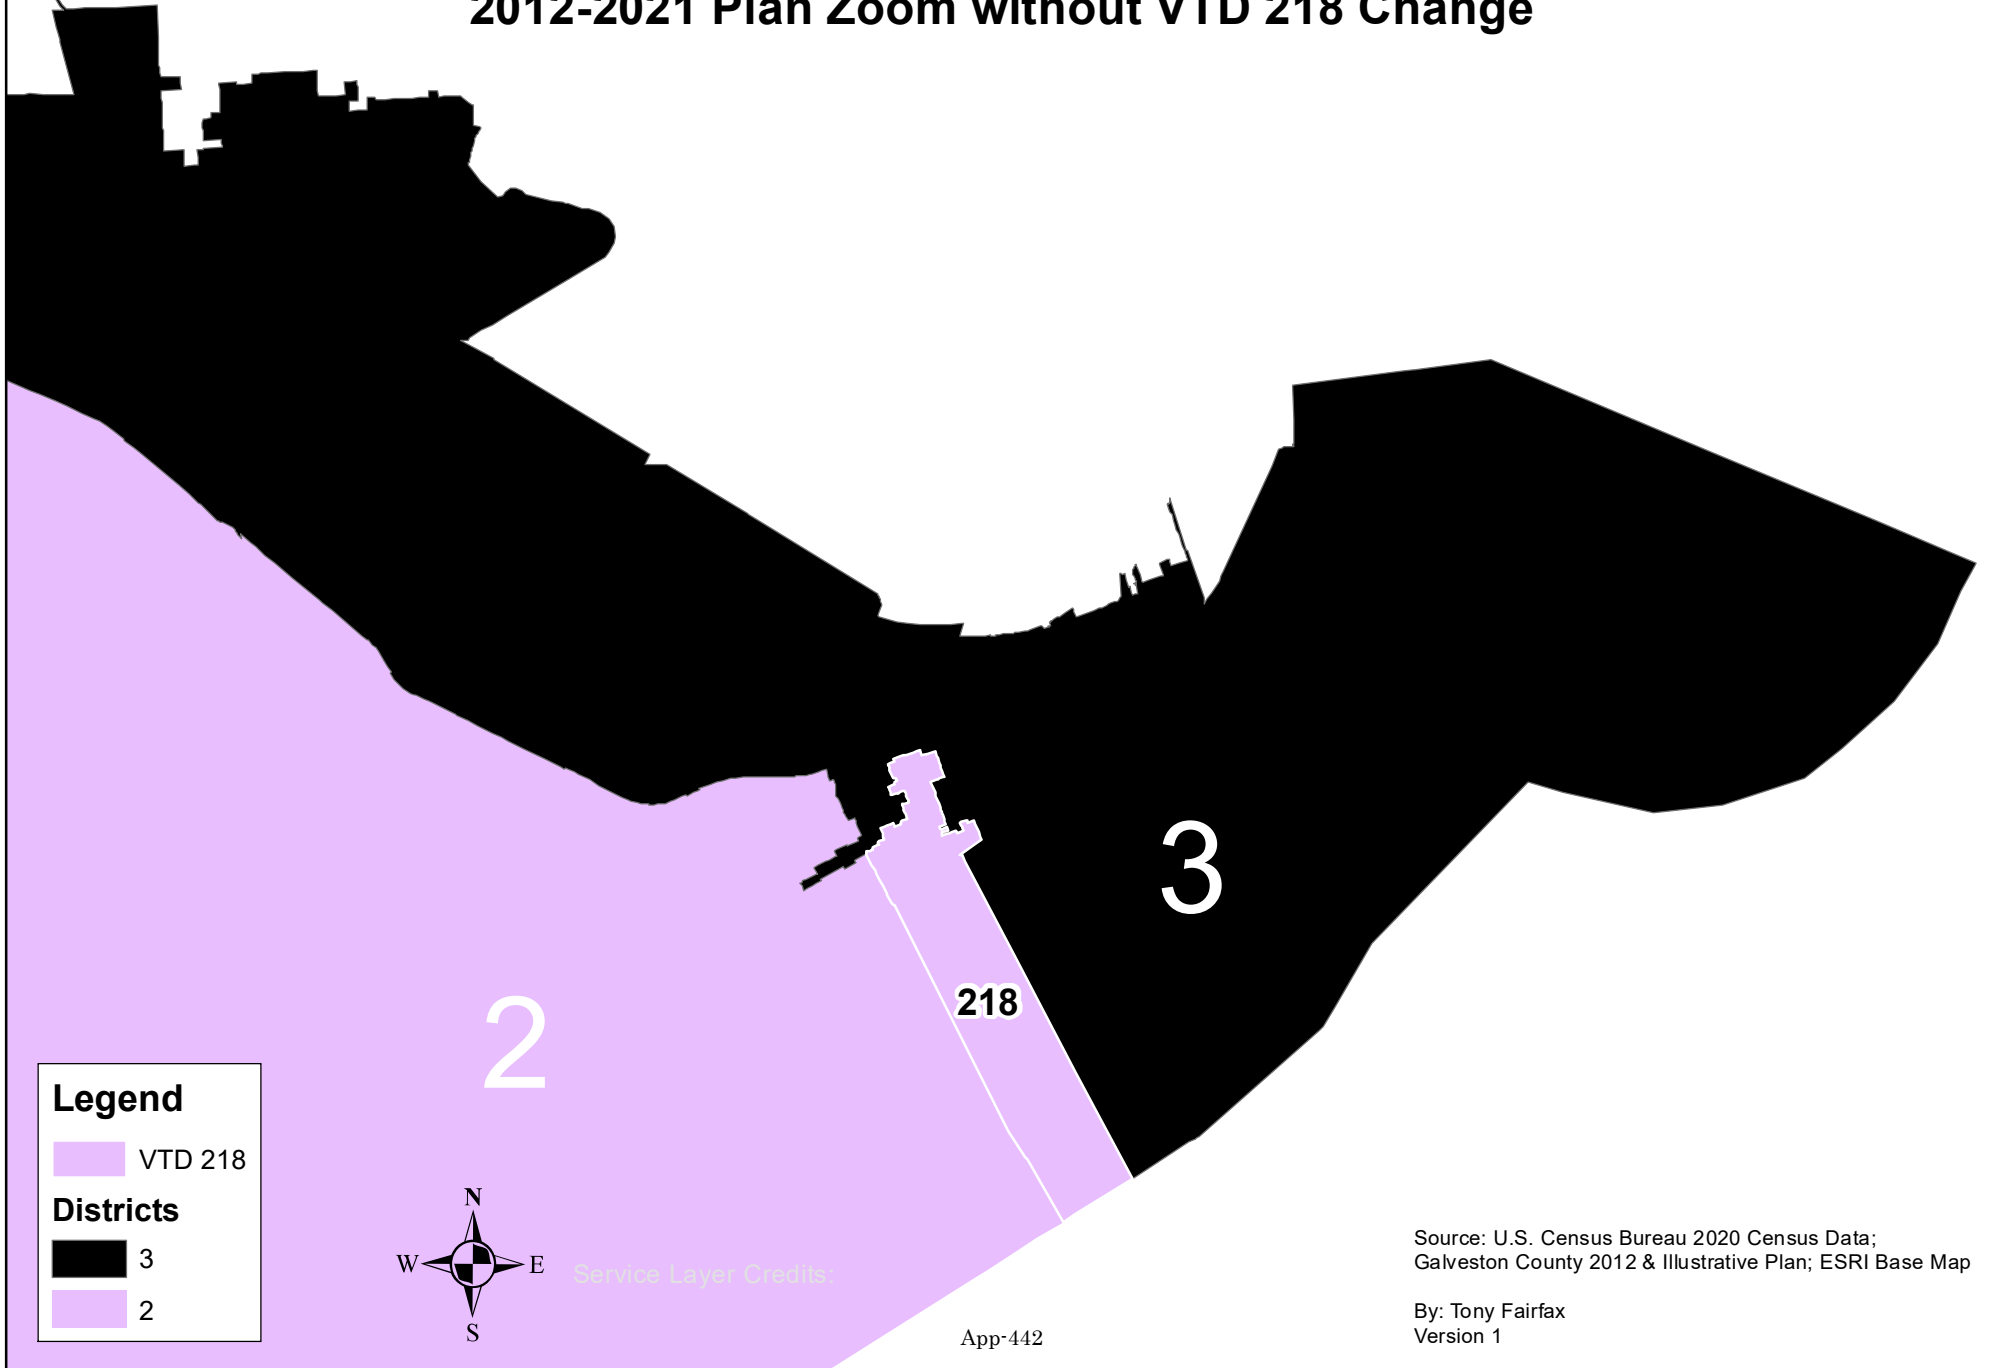 2012-2021 Plan Zoom without VTD 218 Change
3
218
2
Legend
VTD 218
Districts
3
2
N
W
E
S
Service Layer Credits:
Source: U.S. Census Bureau 2020 Census Data;
Galveston County 2012 & Illustrative Plan; ESRI Base Map
By: Tony Fairfax
Version 1
App-442